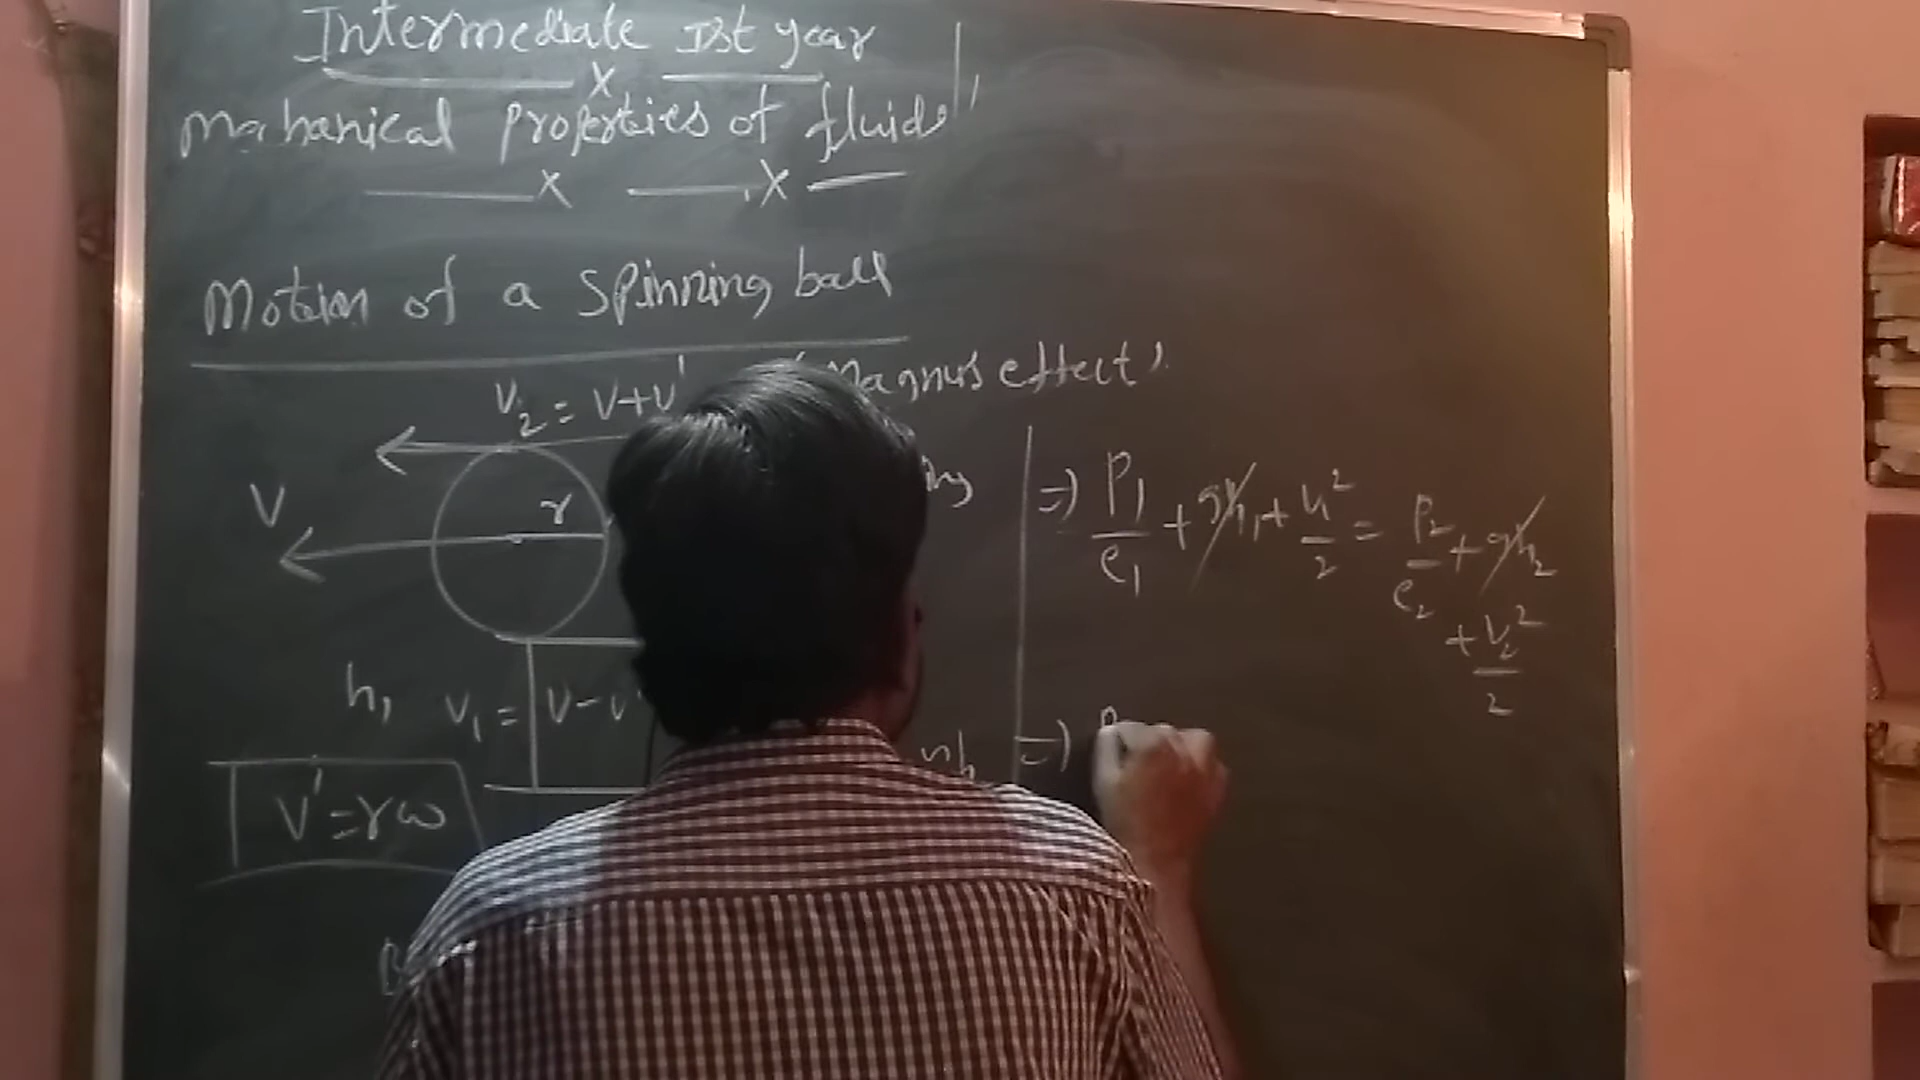 Intermediate Ist year
Mechanical properties of fluids
Motion of a Spinning ball
(Magnus effect)
V₂ = V+V'
r
V
h₁ V₁ = V-V'
V' = rω
=) P₁/e₁ + gh₁ + V₁²/2 = P₂/e₂ + gh₂
+ V₂²/2
=) P